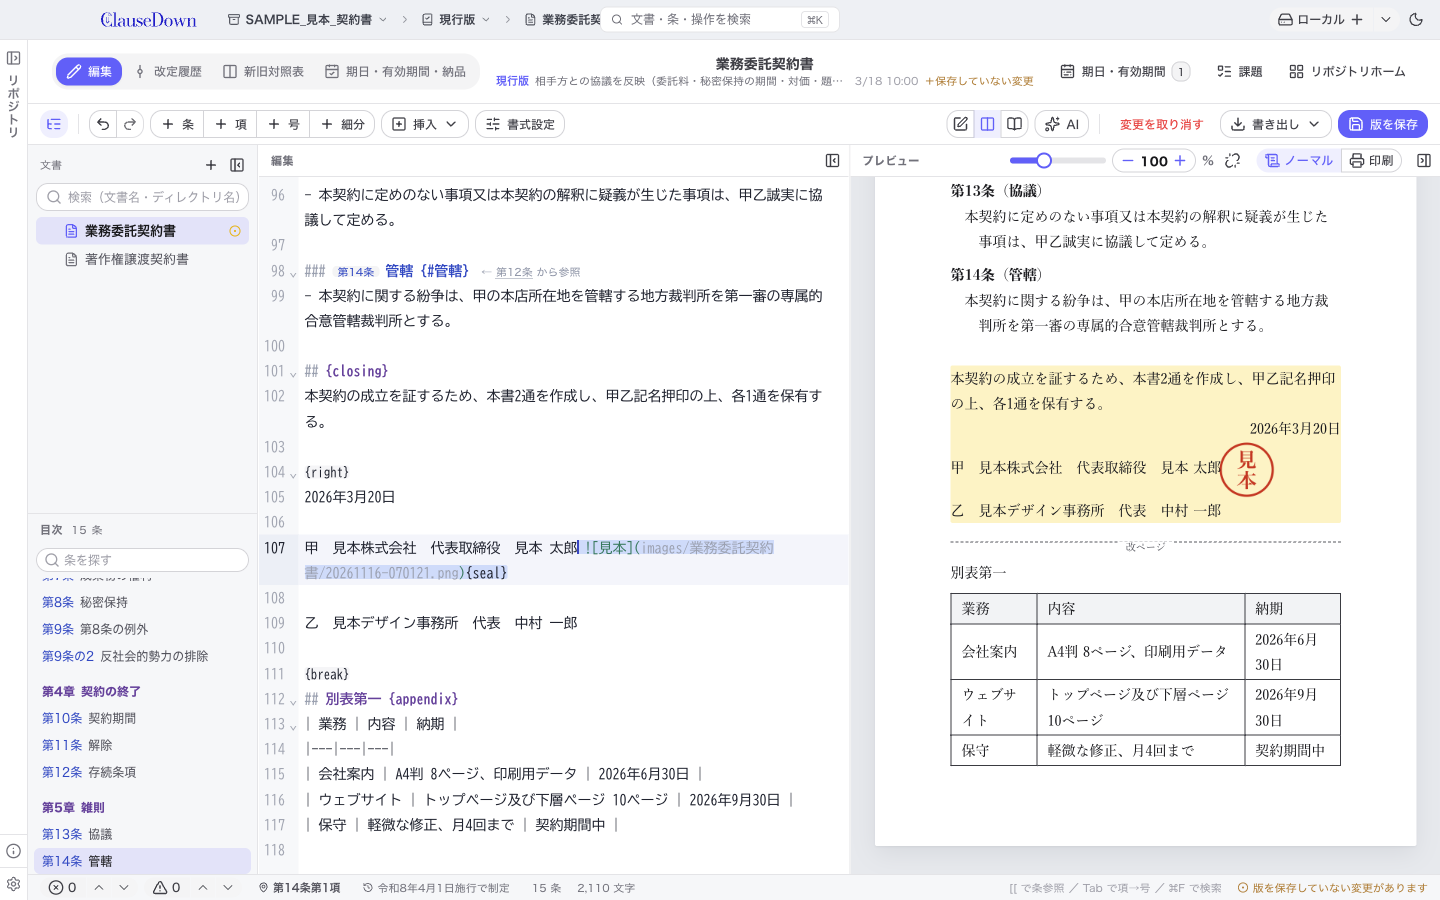 ClauseDown
SAMPLE_見本_契約書
現行版
業務委託契
文書・条・操作を検索
⌘K
ローカル
リポジトリ
編集
改定履歴
新旧対照表
期日・有効期間・納品
業務委託契約書
現行版 相手方との協議を反映（委託料・秘密保持の期間・対価・題… 3/18 10:00 +保存していない変更
期日・有効期間 1
課題
リポジトリホーム
条
項
号
細分
挿入
書式設定
AI
変更を取り消す
書き出し
版を保存
文書
検索（文書名・ディレクトリ名）
業務委託契約書
著作権譲渡契約書
目次 15 条
条を探す
第8条 秘密保持
第9条 第8条の例外
第9条の2 反社会的勢力の排除
第4章 契約の終了
第10条 契約期間
第11条 解除
第12条 存続条項
第5章 雑則
第13条 協議
第14条 管轄
編集
96 - 本契約に定めのない事項又は本契約の解釈に疑義が生じた事項は、甲乙誠実に協
議して定める。
97
98 ### 第14条 管轄 {#管轄} ← 第12条 から参照
99 - 本契約に関する紛争は、甲の本店所在地を管轄する地方裁判所を第一審の専属的
合意管轄裁判所とする。
100
101 ## {closing}
102 本契約の成立を証するため、本書2通を作成し、甲乙記名押印の上、各1通を保有す
る。
103
104 {right}
105 2026年3月20日
106
107 甲　見本株式会社　代表取締役　見本 太郎 ![見本](images/業務委託契約
書/20261116-070121.png){seal}
108
109 乙　見本デザイン事務所　代表　中村 一郎
110
111 {break}
112 ## 別表第一 {appendix}
113 | 業務 | 内容 | 納期 |
114 |---|---|---|
115 | 会社案内 | A4判 8ページ、印刷用データ | 2026年6月30日 |
116 | ウェブサイト | トップページ及び下層ページ 10ページ | 2026年9月30日 |
117 | 保守 | 軽微な修正、月4回まで | 契約期間中 |
118
プレビュー
100 %
ノーマル
印刷
第13条（協議）
本契約に定めのない事項又は本契約の解釈に疑義が生じた
事項は、甲乙誠実に協議して定める。
第14条（管轄）
本契約に関する紛争は、甲の本店所在地を管轄する地方裁
判所を第一審の専属的合意管轄裁判所とする。
本契約の成立を証するため、本書2通を作成し、甲乙記名押印
の上、各1通を保有する。
2026年3月20日
甲　見本株式会社　代表取締役　見本 太郎
見本
乙　見本デザイン事務所　代表　中村 一郎
改ページ
別表第一
業務 内容 納期
会社案内 A4判 8ページ、印刷用データ 2026年6月
30日
ウェブサ トップページ及び下層ページ 2026年9月
イト 10ページ 30日
保守 軽微な修正、月4回まで 契約期間中
0
0
第14条第1項
令和8年4月1日施行で制定
15 条
2,110 文字
[[ で条参照 ／ Tab で項→号 ／ ⌘F で検索
版を保存していない変更があります